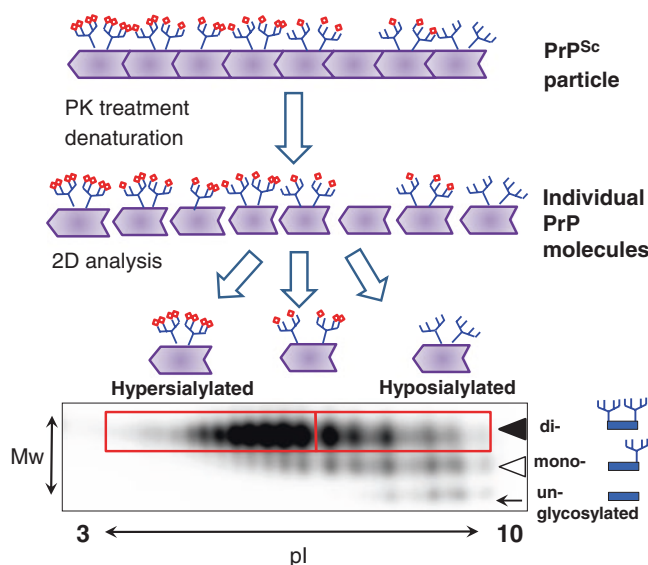 PrPSc
particle
PK treatment
denaturation
Individual
PrP
molecules
2D analysis
Hypersialylated
Hyposialylated
Mw
di-
mono-
un-
glycosylated
3
10
pI